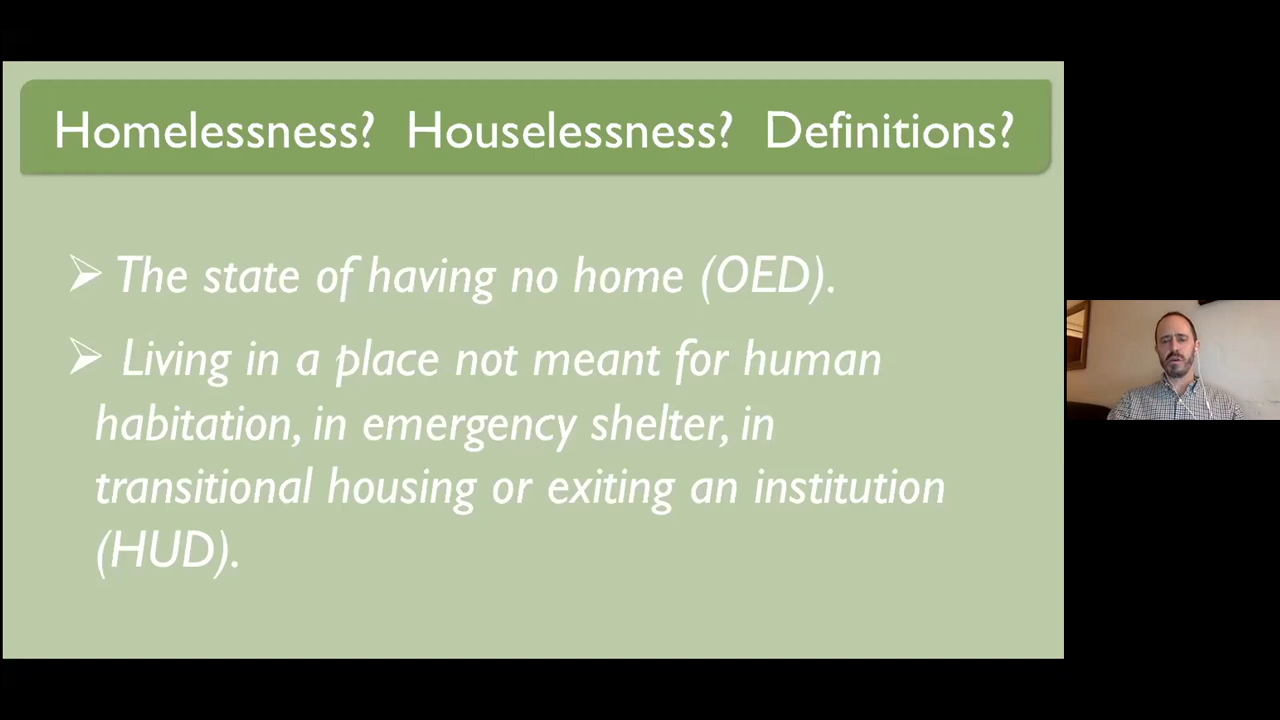 Homelessness? Houselessness? Definitions?
The state of having no home (OED).
Living in a place not meant for human
habitation, in emergency shelter, in
transitional housing or exiting an institution
(HUD).